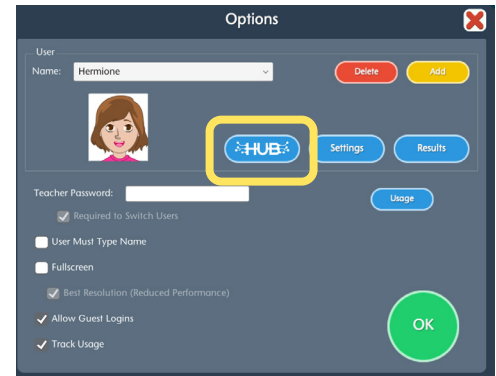 Options
User
Name: Hermione Delete Add
HUB Settings Results
Teacher Password: Usage
Required to Switch Users
User Must Type Name
Fullscreen
Best Resolution (Reduced Performance)
Allow Guest Logins
Track Usage
OK